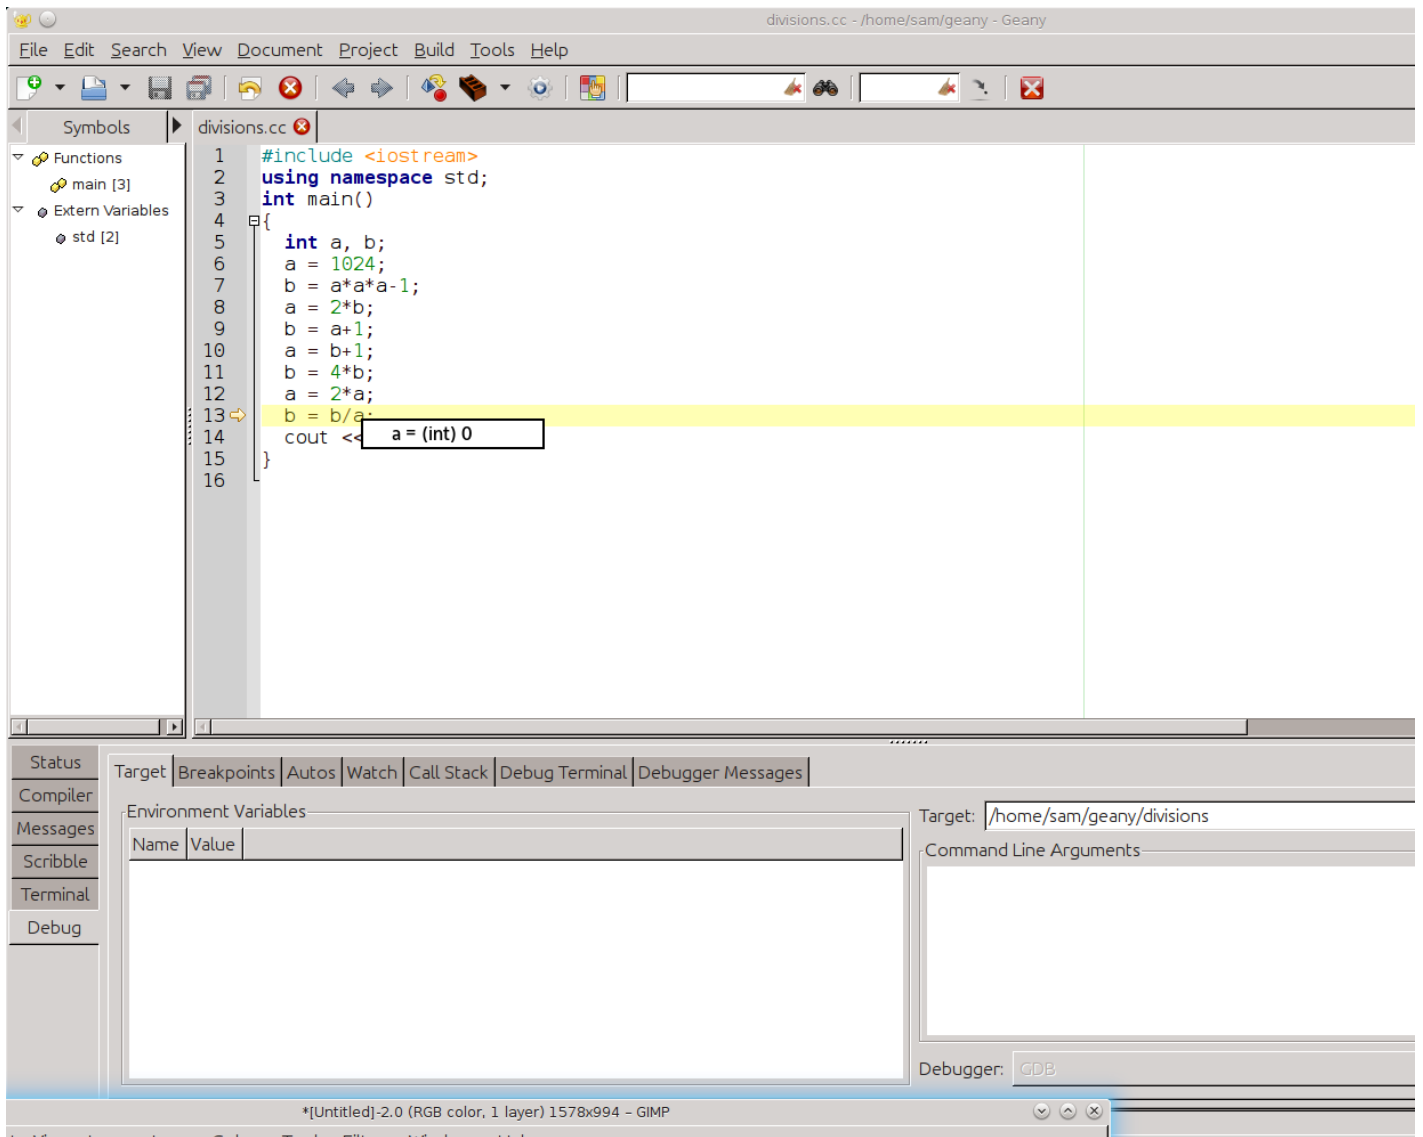 divisions.cc - /home/sam/geany - Geany
File Edit Search View Document Project Build Tools Help
Symbols
divisions.cc
Functions
main [3]
Extern Variables
std [2]
1 #include <iostream>
2 using namespace std;
3 int main()
4 {
5 int a, b;
6 a = 1024;
7 b = a*a*a-1;
8 a = 2*b;
9 b = a+1;
10 a = b+1;
11 b = 4*b;
12 a = 2*a;
13 b = b/a;
14 cout <<
a = (int) 0
15 }
16
Status
Compiler
Messages
Scribble
Terminal
Debug
Target Breakpoints Autos Watch Call Stack Debug Terminal Debugger Messages
Environment Variables
Name Value
Target: /home/sam/geany/divisions
Command Line Arguments
Debugger: GDB
*[Untitled]-2.0 (RGB color, 1 layer) 1578x994 – GIMP